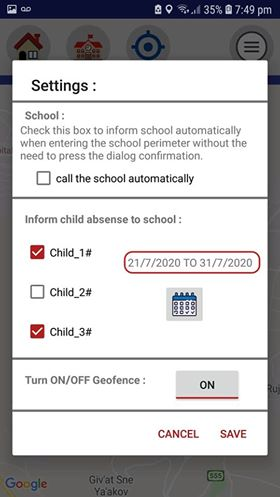 35% 7:49 pm
Settings :
School :
Check this box to inform school automatically
when entering the school perimeter without the
need to press the dialog confirmation.
call the school automatically
Inform child absense to school :
Child_1#
21/7/2020 TO 31/7/2020
Child_2#
Child_3#
Turn ON/OFF Geofence :
ON
CANCEL
SAVE
555
Google
Giv'at Sne
Ya'akov